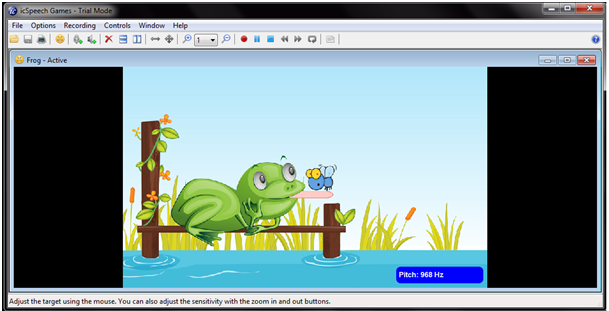 icSpeech Games - Trial Mode
File Options Recording Controls Window Help
1
Frog - Active
Pitch: 968 Hz
Adjust the target using the mouse. You can also adjust the sensitivity with the zoom in and out buttons.